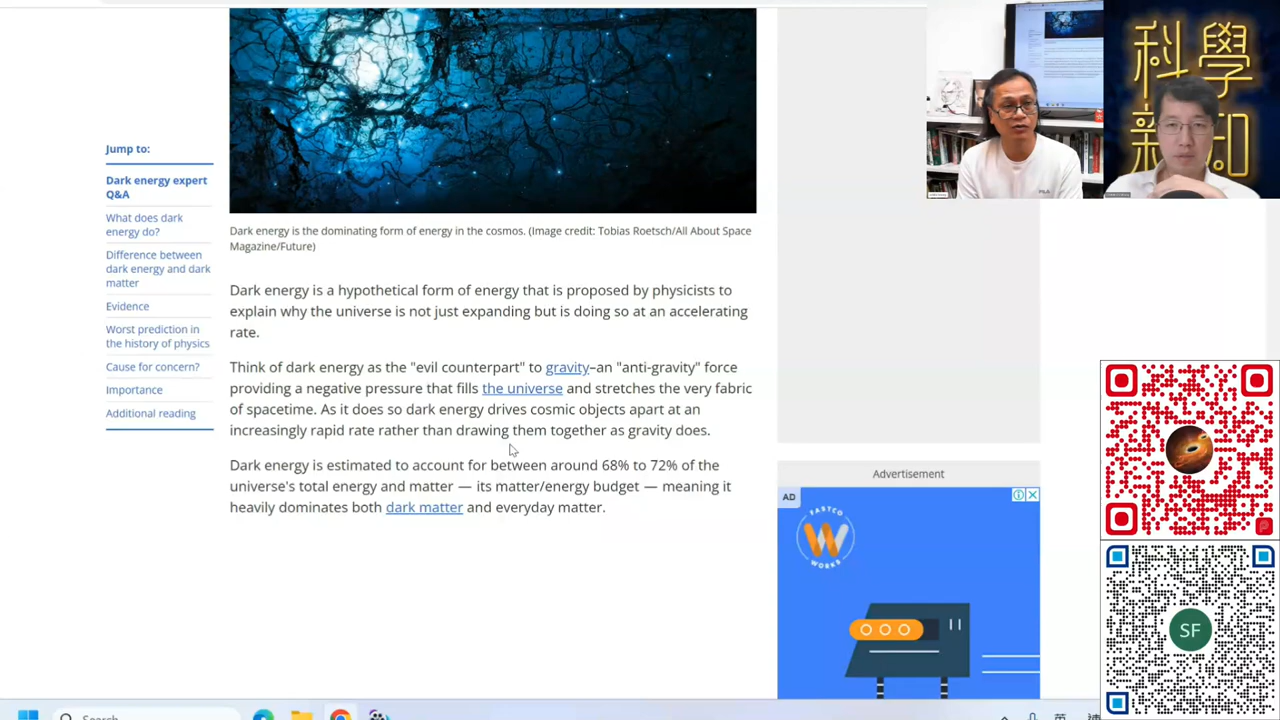 Jump to:
Dark energy expert
Q&A
What does dark
energy do?
Difference between
dark energy and dark
matter
Evidence
Worst prediction in
the history of physics
Cause for concern?
Importance
Additional reading
Dark energy is the dominating form of energy in the cosmos. (Image credit: Tobias Roetsch/All About Space
Magazine/Future)
Dark energy is a hypothetical form of energy that is proposed by physicists to
explain why the universe is not just expanding but is doing so at an accelerating
rate.
Think of dark energy as the "evil counterpart" to gravity–an "anti-gravity" force
providing a negative pressure that fills the universe and stretches the very fabric
of spacetime. As it does so dark energy drives cosmic objects apart at an
increasingly rapid rate rather than drawing them together as gravity does.
Dark energy is estimated to account for between around 68% to 72% of the
universe's total energy and matter — its matter/energy budget — meaning it
heavily dominates both dark matter and everyday matter.
Advertisement
AD
FASTCO
WORKS
科學
新知
FILA
SF
Search
英